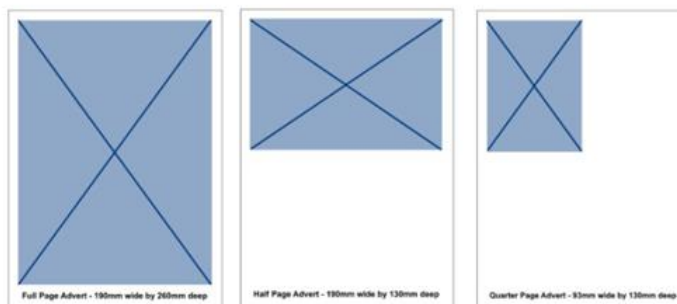 Full Page Advert - 190mm wide by 260mm deep
Half Page Advert - 190mm wide by 130mm deep
Quarter Page Advert - 93mm wide by 130mm deep